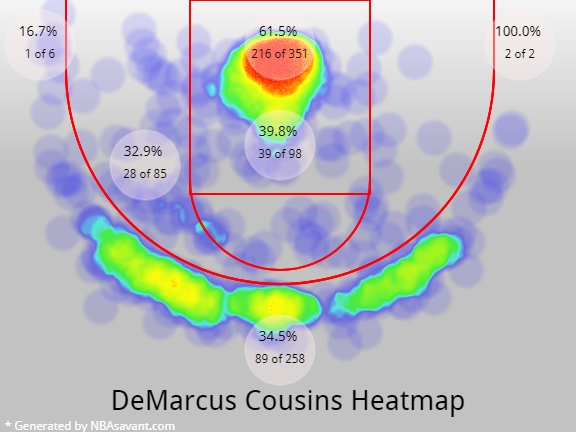 16.7%
1 of 6
61.5%
216 of 351
100.0%
2 of 2
39.8%
39 of 98
32.9%
28 of 85
34.5%
89 of 258
DeMarcus Cousins Heatmap
* Generated by NBAsavant.com